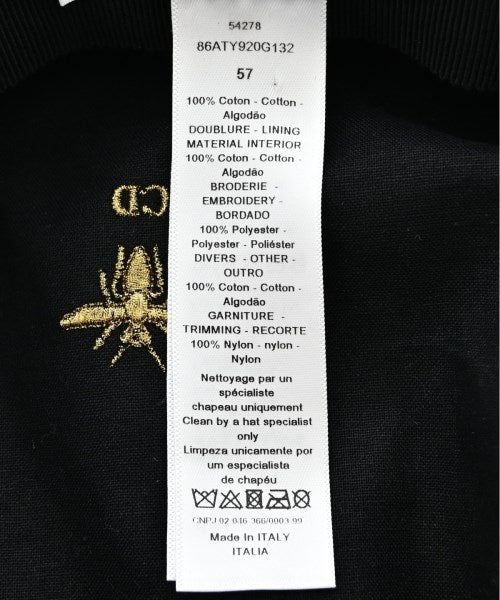 54278
86ATY920G132
57
100% Coton - Cotton -
Algodão
DOUBLURE - LINING
MATERIAL INTERIOR
100% Coton - Cotton -
Algodão
BRODERIE -
EMBROIDERY -
BORDADO
100% Polyester -
Polyester - Poliéster
DIVERS - OTHER -
OUTRO
100% Coton - Cotton -
Algodão
GARNITURE -
TRIMMING - RECORTE
100% Nylon - nylon -
Nylon
Nettoyage par un
spécialiste
chapeau uniquement
Clean by a hat specialist
only
Limpeza unicamente por
um especialista
de chapéu
CNPJ 02 046 366/0003 99
Made In ITALY
ITALIA
CD